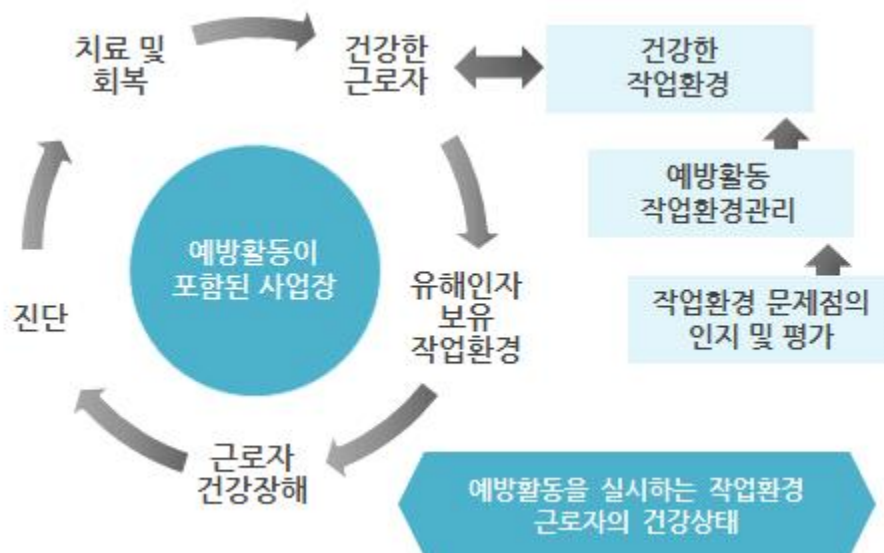 치료 및
회복
건강한
근로자
건강한
작업환경
예방활동
작업환경관리
예방활동이
포함된 사업장
유해인자
보유
작업환경
작업환경 문제점의
인지 및 평가
진단
근로자
건강장해
예방활동을 실시하는 작업환경
근로자의 건강상태